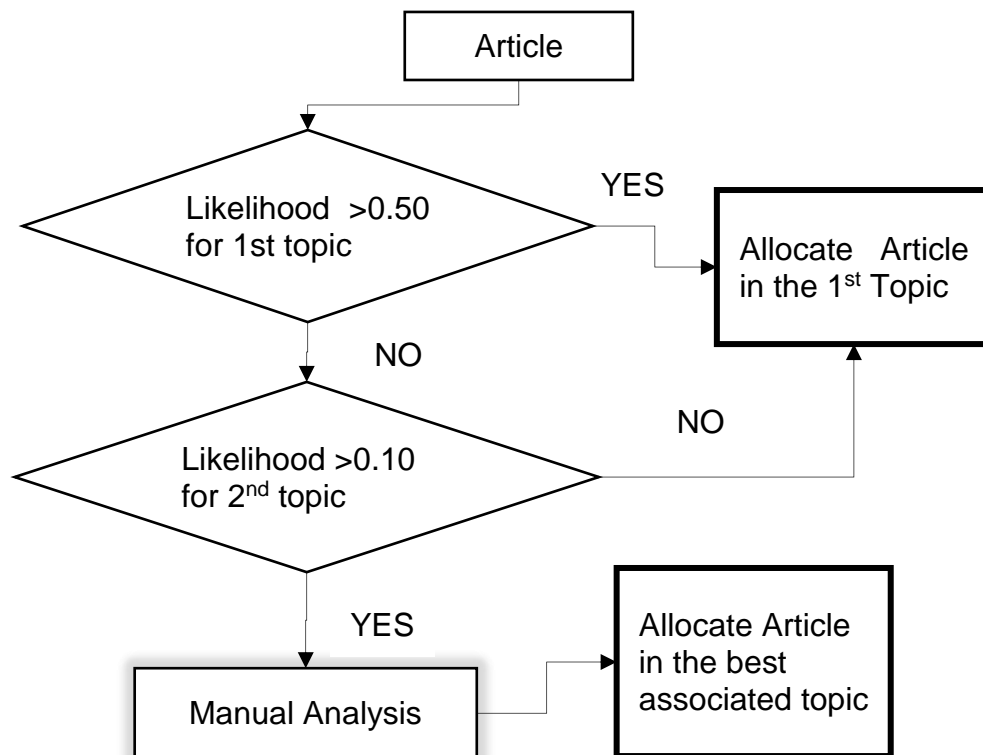 Article
Likelihood >0.50
for 1st topic
YES
Allocate Article
in the 1st Topic
NO
Likelihood >0.10
for 2nd topic
NO
YES
Manual Analysis
Allocate Article
in the best
associated topic